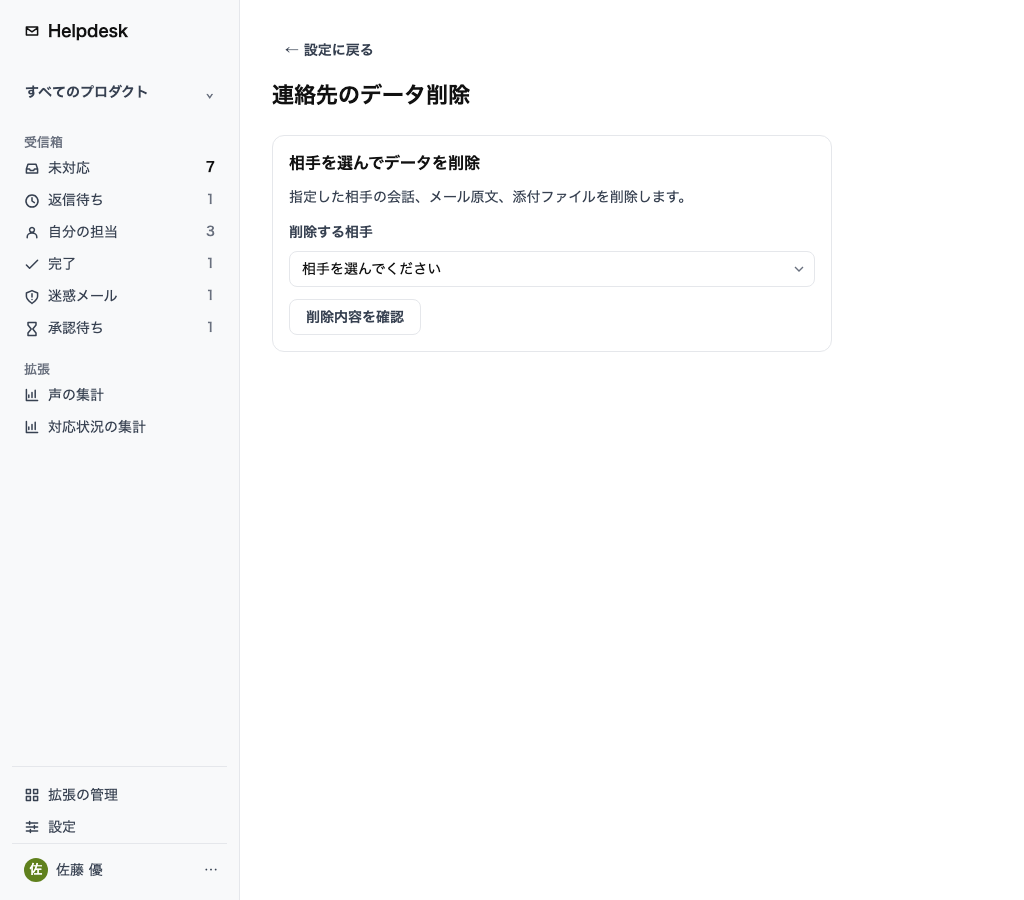 Helpdesk
すべてのプロダクト
受信箱
未対応 7
返信待ち 1
自分の担当 3
完了 1
迷惑メール 1
承認待ち 1
拡張
声の集計
対応状況の集計
拡張の管理
設定
佐 佐藤 優 …
← 設定に戻る
連絡先のデータ削除
相手を選んでデータを削除
指定した相手の会話、メール原文、添付ファイルを削除します。
削除する相手
相手を選んでください
削除内容を確認